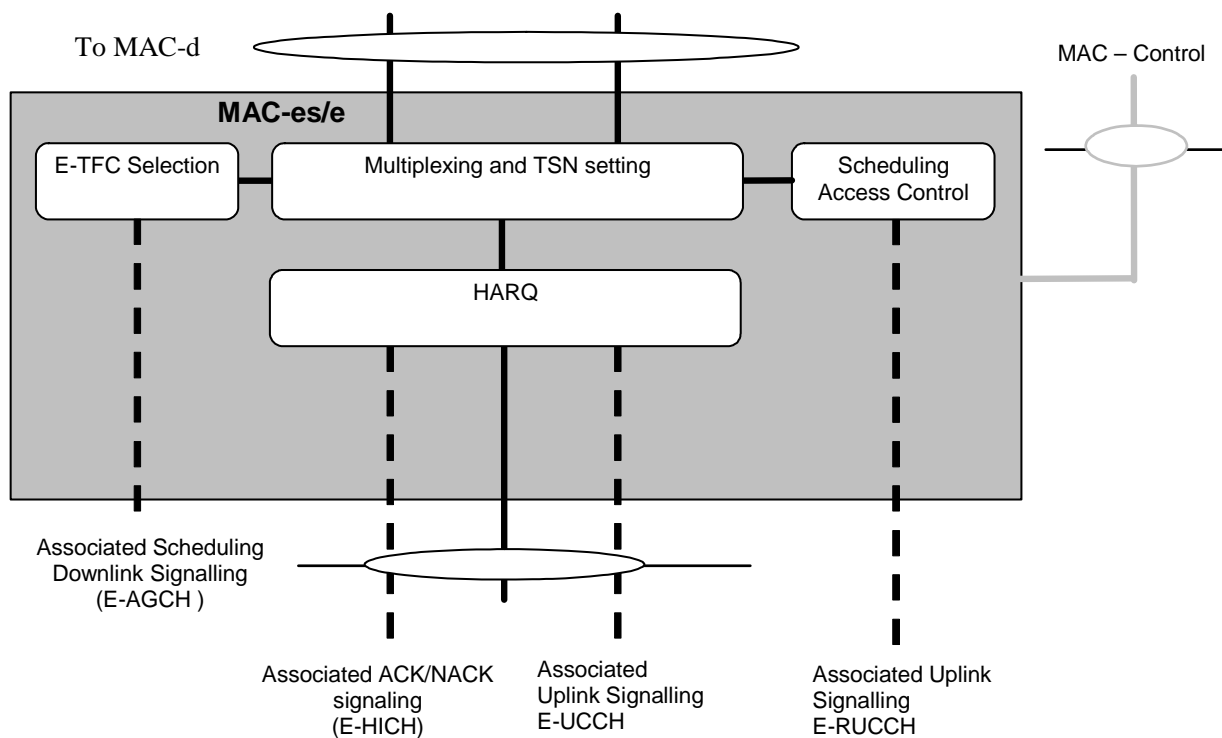 To MAC-d
MAC – Control
MAC-es/e
E-TFC Selection
Multiplexing and TSN setting
Scheduling
Access Control
HARQ
Associated Scheduling
Downlink Signalling
(E-AGCH )
Associated ACK/NACK
signaling
(E-HICH)
Associated
Uplink Signalling
E-UCCH
Associated Uplink
Signalling
E-RUCCH